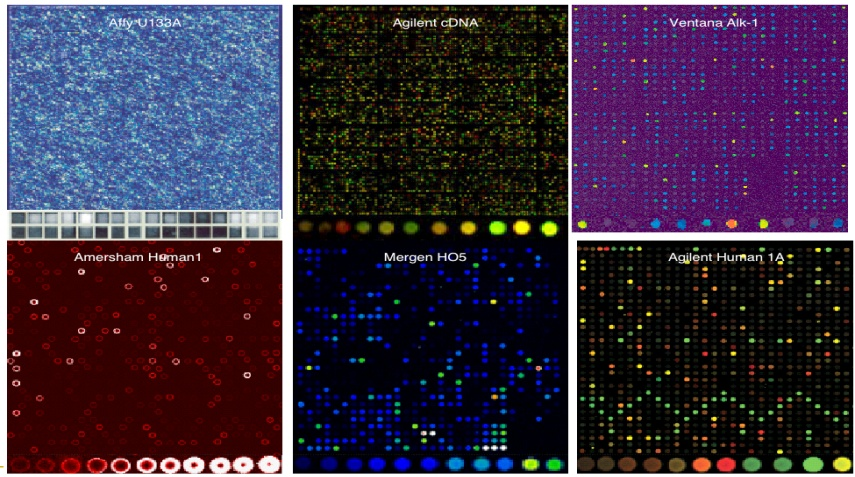 Affy U133A
Agilent cDNA
Ventana Alk-1
Amersham Human1
Mergen HO5
Agilent Human 1A